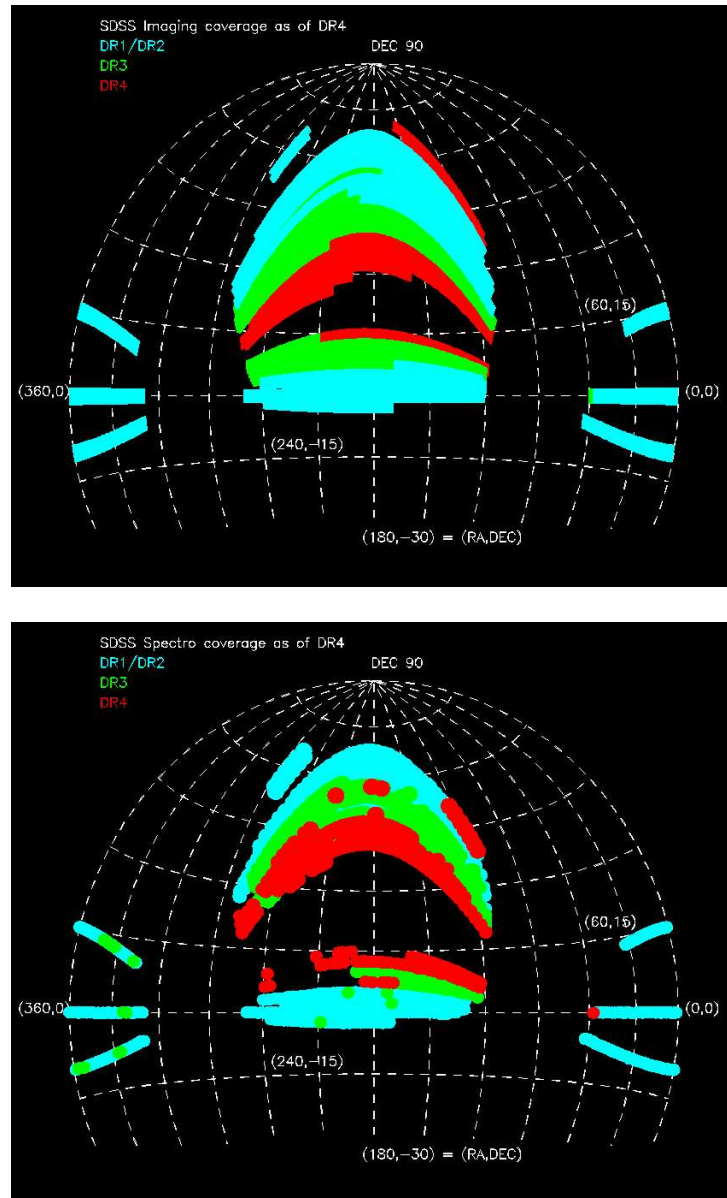 SDSS Imaging coverage as of DR4
DR1/DR2
DEC 90
DR3
DR4
(60,15)
(360,0)
(0,0)
(240,-15)
(180,-30) = (RA,DEC)
SDSS Spectro coverage as of DR4
DR1/DR2
DEC 90
DR3
DR4
(60,15)
(360,0)
(0,0)
(240,-15)
(180,-30) = (RA,DEC)